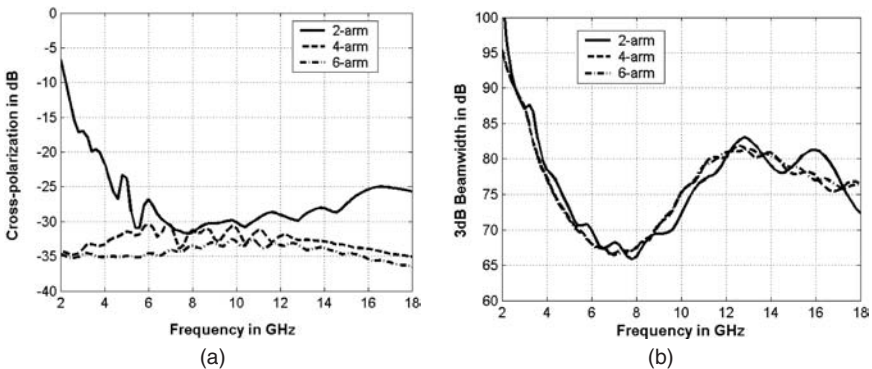 Cross-polarization in dB
0
-5
-10
-15
-20
-25
-30
-35
-40
2 4 6 8 10 12 14 16 18
2-arm
4-arm
6-arm
Frequency in GHz
(a)
3dB Beamwidth in dB
100
95
90
85
80
75
70
65
60
2 4 6 8 10 12 14 16 18
2-arm
4-arm
6-arm
Frequency in GHz
(b)